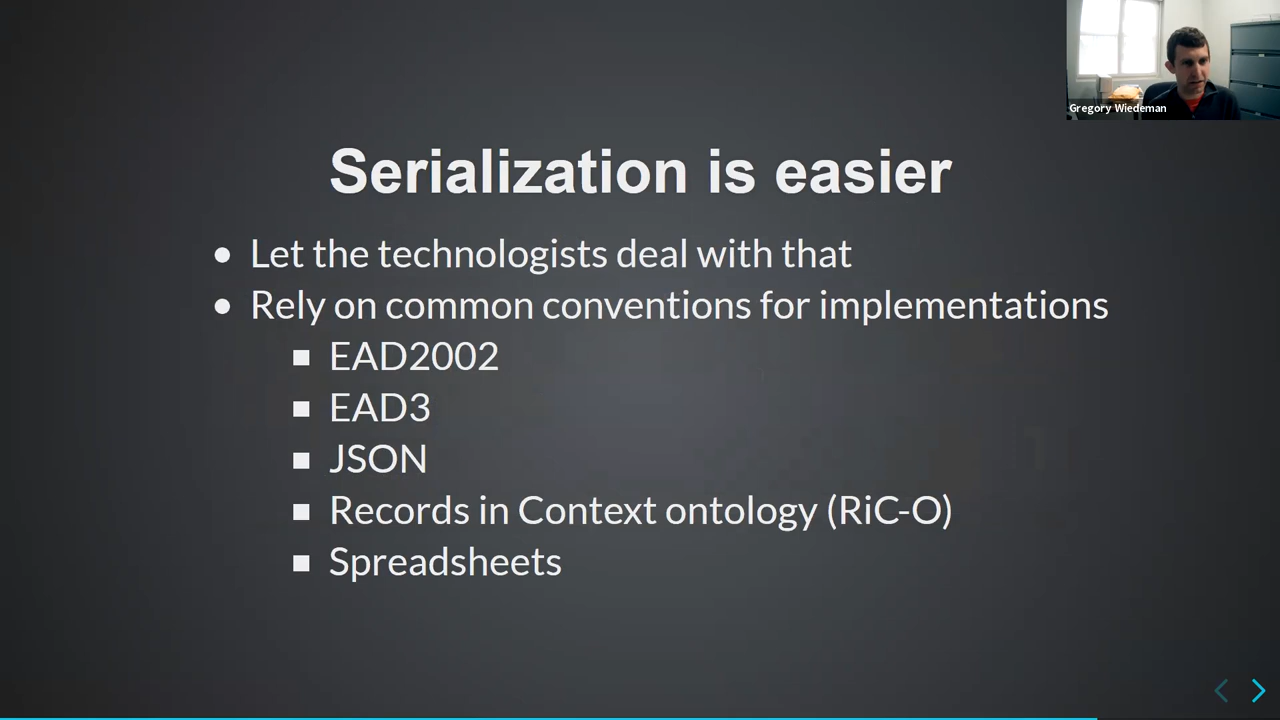 Gregory Wiedeman
Serialization is easier
• Let the technologists deal with that
• Rely on common conventions for implementations
▪ EAD2002
▪ EAD3
▪ JSON
▪ Records in Context ontology (RiC-O)
▪ Spreadsheets